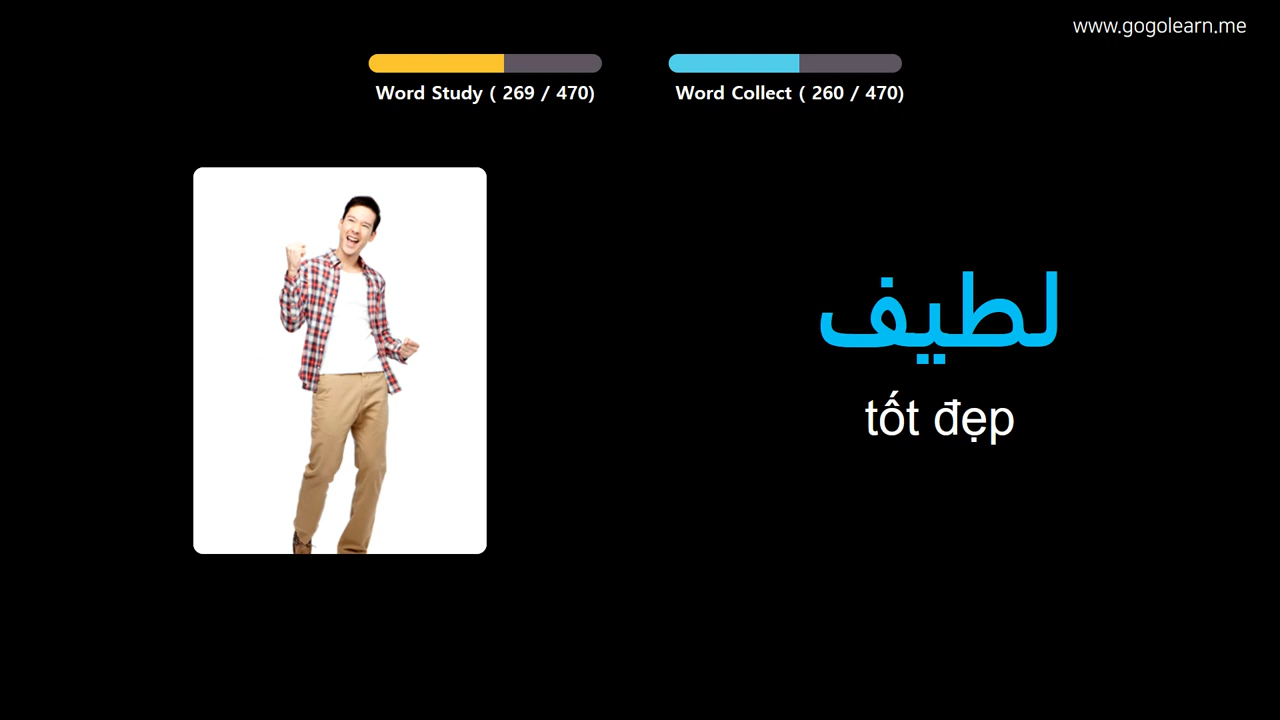 www.gogolearn.me
Word Study ( 269 / 470)
Word Collect ( 260 / 470)
لطيف
tốt đẹp